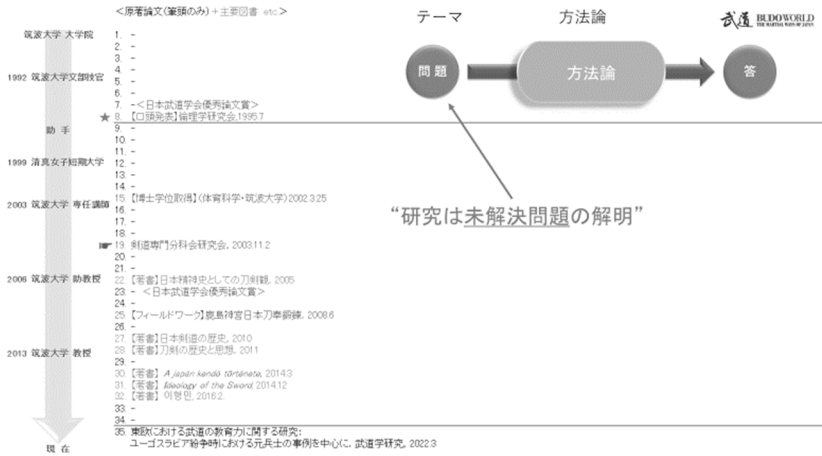 ＜原著論文(筆頭のみ)＋主要図書 etc.＞
筑波大学 大学院
1992 筑波大学文部技官
助 手
1999 清真女子短期大学
2003 筑波大学 専任講師
2006 筑波大学 助教授
2013 筑波大学 教授
現 在
1. -
2. -
3. -
4. -
5. -
6. -
7. -＜日本武道学会優秀論文賞＞
★ 8. 【口頭発表】倫理学研究会,1995.7
9. -
10. -
11. -
12. -
13. -
14. -
15. 【博士学位取得】(体育科学・筑波大学)2002.3.25
16. -
17. -
18. -
☛ 19. 剣道専門分科会研究会, 2003.11.2
20. -
21. -
22. 【著書】日本精神史としての刀剣観, 2005
23. - ＜日本武道学会優秀論文賞＞
24. -
25. 【フィールドワーク】鹿島神宮日本刀奉鍛錬, 2008.6
26. -
27. 【著書】日本剣道の歴史, 2010
28. 【著書】刀剣の歴史と思想, 2011
29. -
30. 【著書】 A japán kendó története, 2014.3
31. 【著書】 Ideology of the Sword, 2014.12
32. 【著書】 이형민, 2016.2.
33. -
34. -
35. 東欧における武道の教育力に関する研究:
ユーゴスラビア紛争時における元兵士の事例を中心に, 武道学研究, 2022.3
テーマ
方法論
武道 BUDO WORLD
THE MARTIAL WAYS OF JAPAN
問 題
方法論
答
“研究は未解決問題の解明”